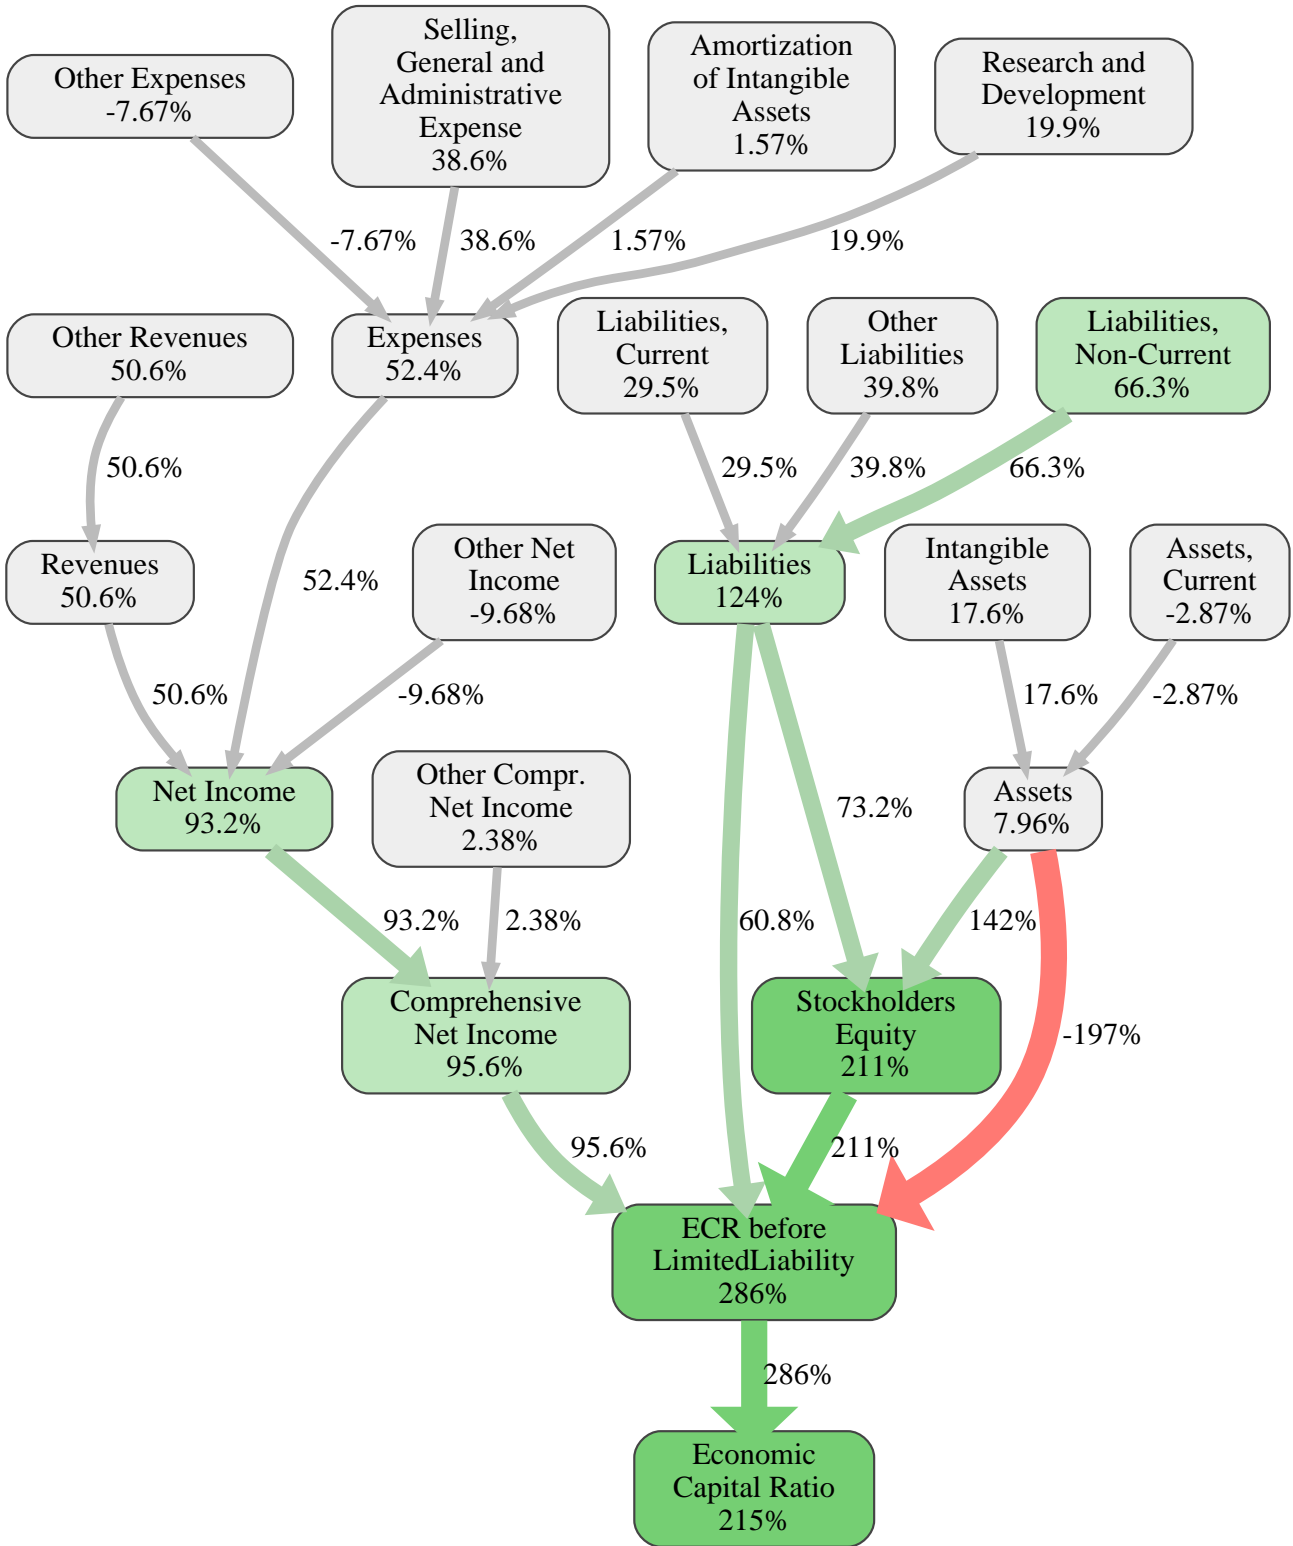 Other Expenses
-7.67%
Selling,
General and
Administrative
Expense
38.6%
Amortization
of Intangible
Assets
1.57%
Research and
Development
19.9%
-7.67%
38.6%
1.57%
19.9%
Other Revenues
50.6%
Expenses
52.4%
Liabilities,
Current
29.5%
Other
Liabilities
39.8%
Liabilities,
Non-Current
66.3%
50.6%
29.5%
39.8%
66.3%
Revenues
50.6%
52.4%
Other Net
Income
-9.68%
Liabilities
124%
Intangible
Assets
17.6%
Assets,
Current
-2.87%
50.6%
-9.68%
17.6%
-2.87%
Net Income
93.2%
Other Compr.
Net Income
2.38%
73.2%
Assets
7.96%
93.2%
2.38%
60.8%
142%
Comprehensive
Net Income
95.6%
Stockholders
Equity
211%
-197%
95.6%
211%
ECR before
LimitedLiability
286%
286%
Economic
Capital Ratio
215%